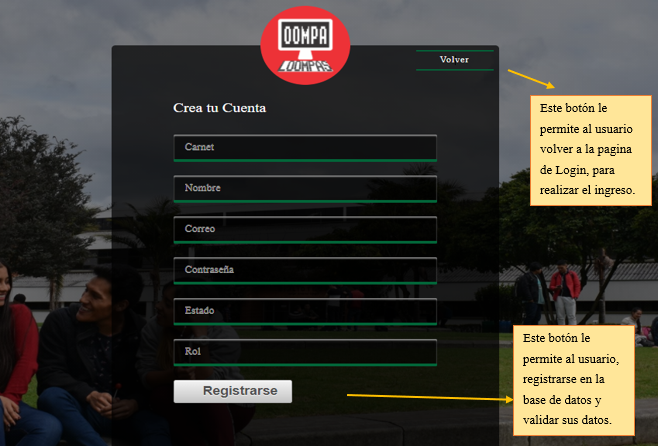 OOMPA
LOOMPAS
Volver
Crea tu Cuenta
Carnet
Nombre
Correo
Contraseña
Estado
Rol
Registrarse
Este botón le
permite al usuario
volver a la pagina
de Login, para
realizar el ingreso.
Este botón le
permite al usuario,
registrarse en la
base de datos y
validar sus datos.